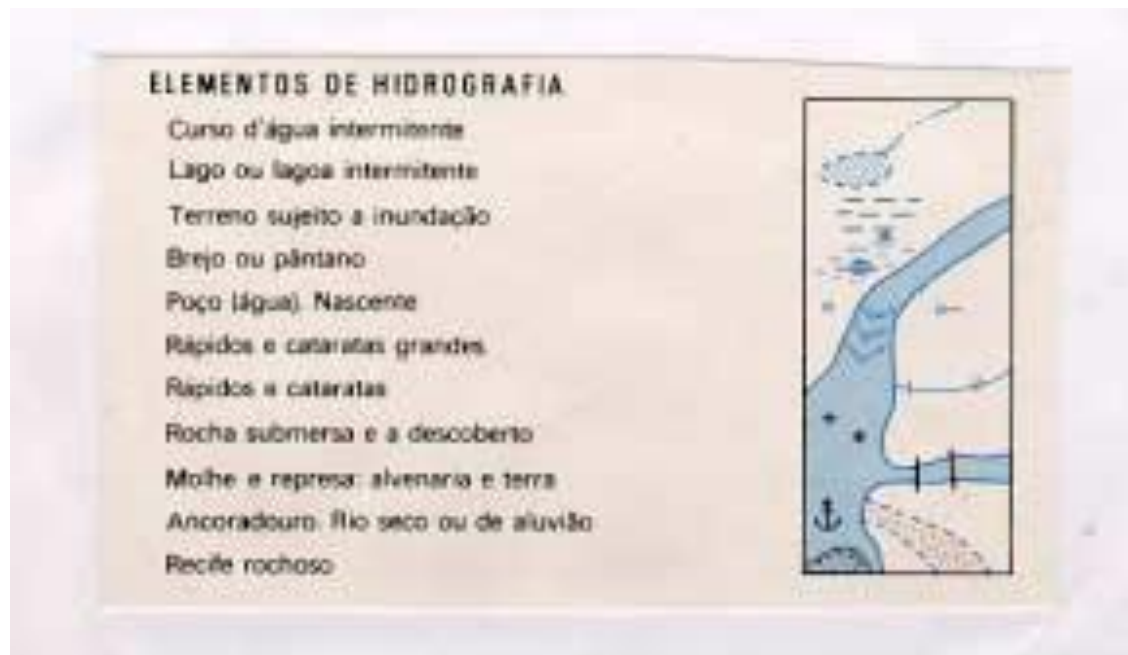 ELEMENTOS DE HIDROGRAFIA
Curso d'água intermitente
Lago ou lagoa intermitente
Terreno sujeito a inundação
Brejo ou pântano
Poço (água). Nascente
Rápidos e cataratas grandes
Rápidos e cataratas
Rocha submersa e a descoberto
Molhe e represa: alvenaria e terra
Ancoradouro. Rio seco ou de aluvião
Recife rochoso